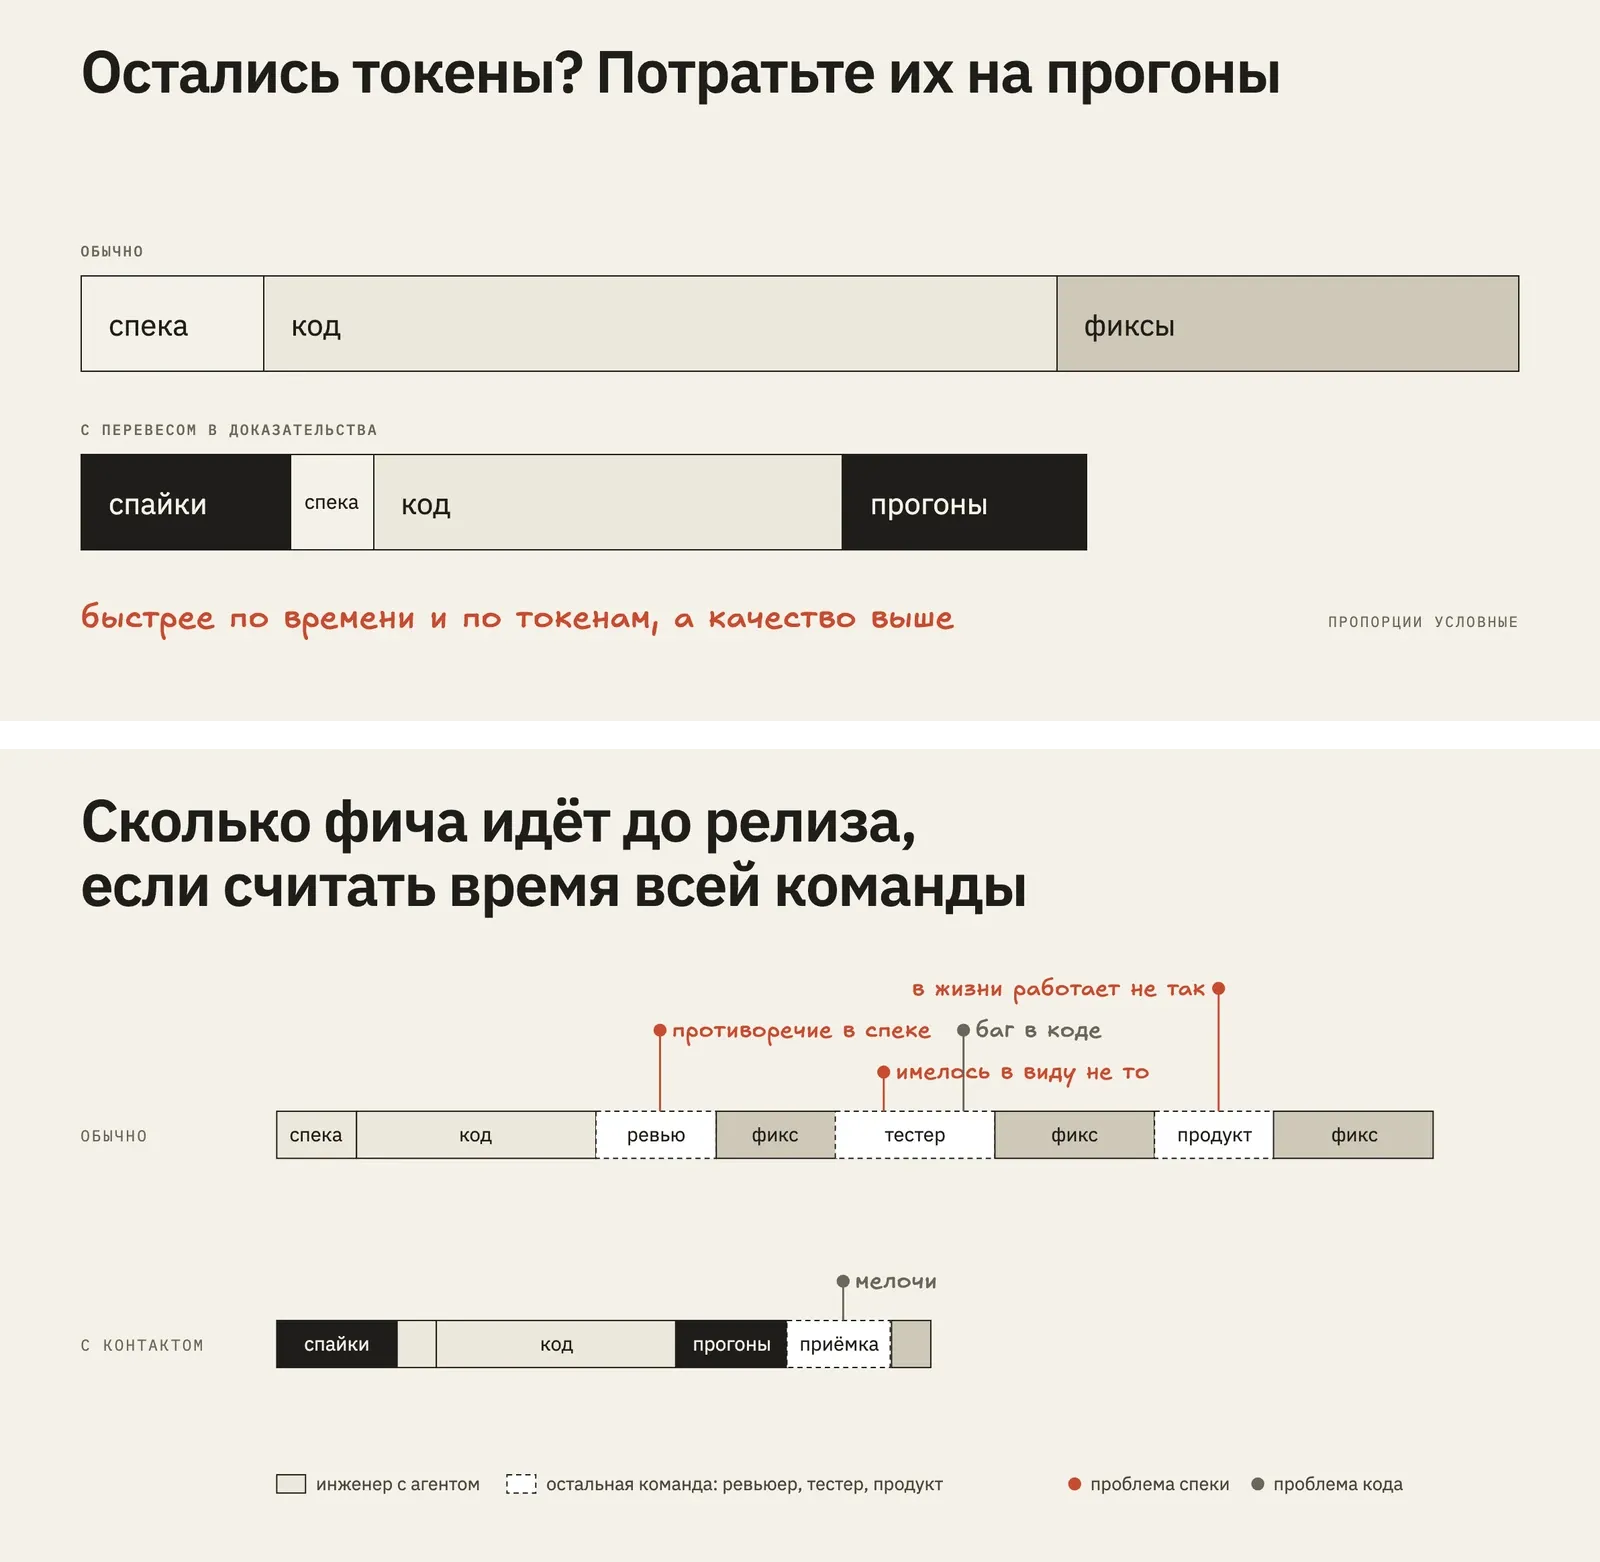 Остались токены? Потратьте их на прогоны
ОБЫЧНО
спека код фиксы
С ПЕРЕВЕСОМ В ДОКАЗАТЕЛЬСТВА
спайки спека код прогоны
быстрее по времени и по токенам, а качество выше
ПРОПОРЦИИ УСЛОВНЫЕ
Сколько фича идёт до релиза,
если считать время всей команды
в жизни работает не так
противоречие в спеке баг в коде
имелось в виду не то
ОБЫЧНО спека код ревью фикс тестер фикс продукт фикс
мелочи
С КОНТАКТОМ спайки код прогоны приёмка
инженер с агентом остальная команда: ревьюер, тестер, продукт проблема спеки проблема кода